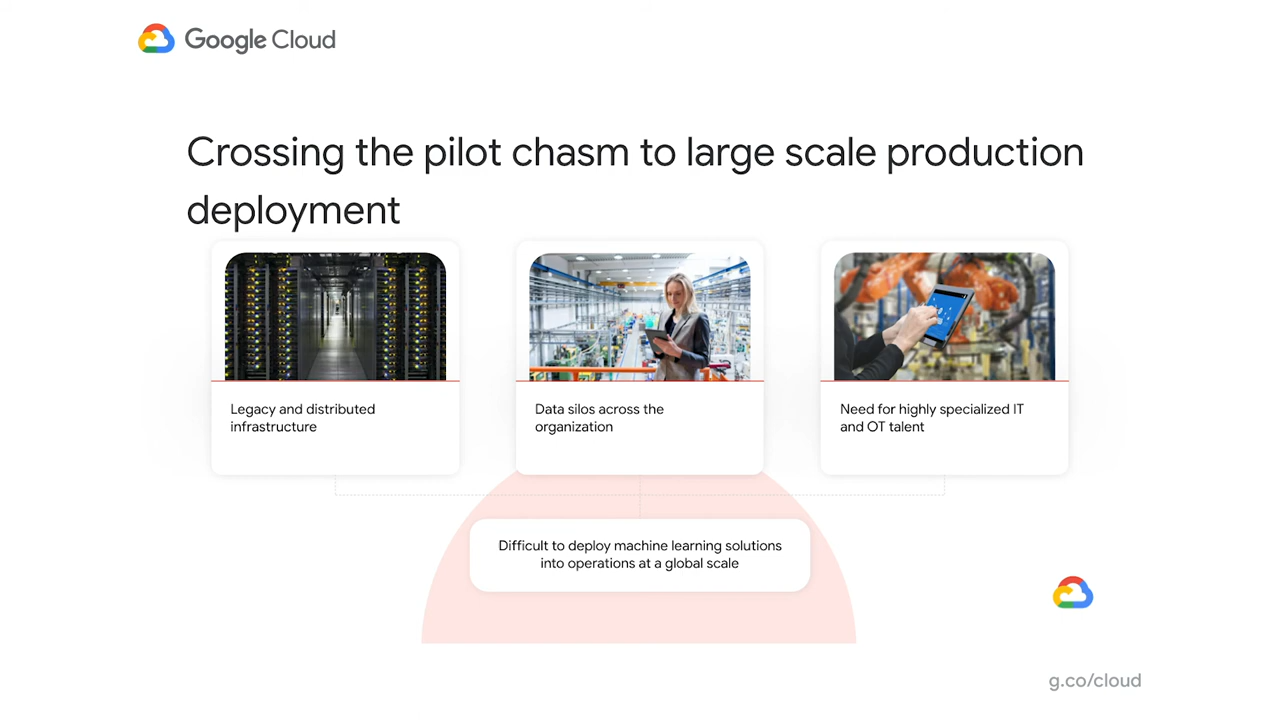 Google Cloud
Crossing the pilot chasm to large scale production
deployment
Legacy and distributed
infrastructure
Data silos across the
organization
Need for highly specialized IT
and OT talent
Difficult to deploy machine learning solutions
into operations at a global scale
g.co/cloud